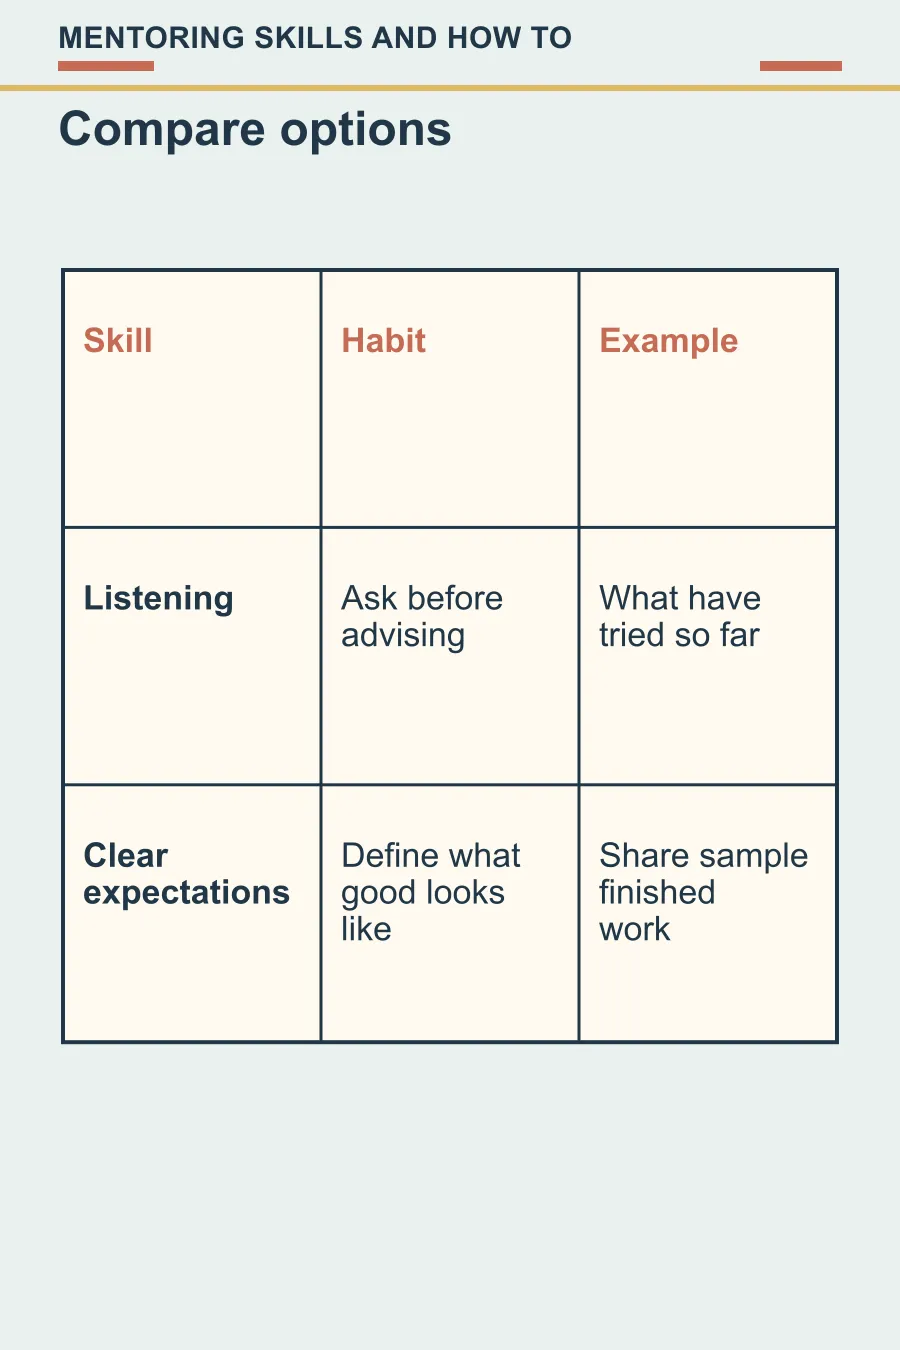 MENTORING SKILLS AND HOW TO
Compare options
Skill
Habit
Example
Listening
Ask before
advising
What have
tried so far
Clear
expectations
Define what
good looks
like
Share sample
finished
work